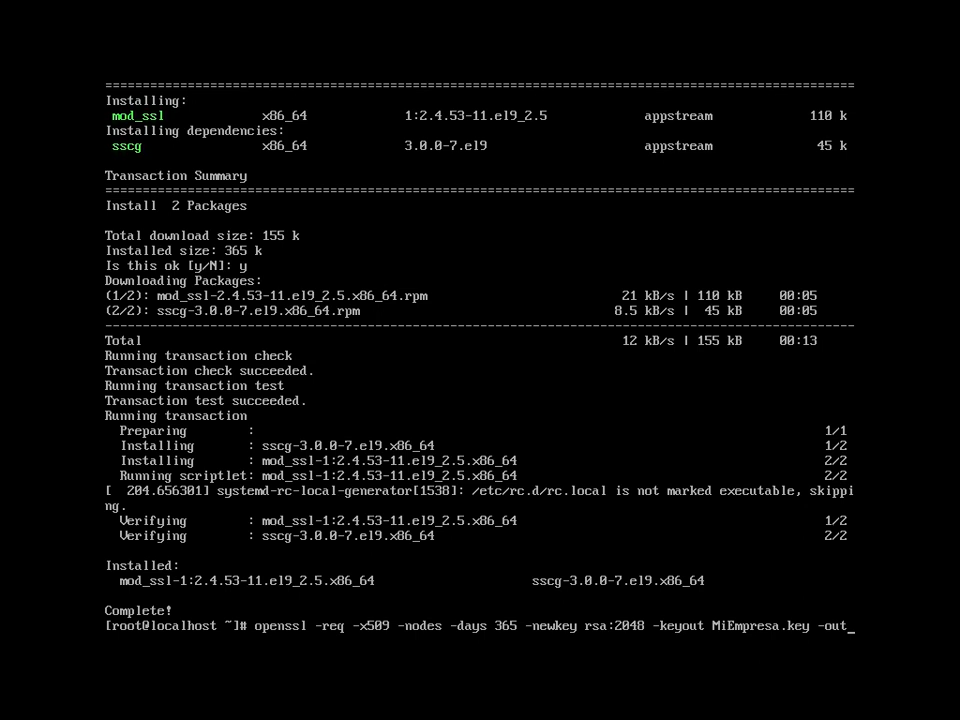 ====================================================================================================
Installing:
mod_ssl x86_64 1:2.4.53-11.el9_2.5 appstream 110 k
Installing dependencies:
sscg x86_64 3.0.0-7.el9 appstream 45 k
Transaction Summary
====================================================================================================
Install 2 Packages
Total download size: 155 k
Installed size: 365 k
Is this ok [y/N]: y
Downloading Packages:
(1/2): mod_ssl-2.4.53-11.el9_2.5.x86_64.rpm 21 kB/s | 110 kB 00:05
(2/2): sscg-3.0.0-7.el9.x86_64.rpm 8.5 kB/s | 45 kB 00:05
----------------------------------------------------------------------------------------------------
Total 12 kB/s | 155 kB 00:13
Running transaction check
Transaction check succeeded.
Running transaction test
Transaction test succeeded.
Running transaction
Preparing : 1/1
Installing : sscg-3.0.0-7.el9.x86_64 1/2
Installing : mod_ssl-1:2.4.53-11.el9_2.5.x86_64 2/2
Running scriptlet: mod_ssl-1:2.4.53-11.el9_2.5.x86_64 2/2
[ 204.656301] systemd-rc-local-generator[1538]: /etc/rc.d/rc.local is not marked executable, skippi
ng.
Verifying : mod_ssl-1:2.4.53-11.el9_2.5.x86_64 1/2
Verifying : sscg-3.0.0-7.el9.x86_64 2/2
Installed:
mod_ssl-1:2.4.53-11.el9_2.5.x86_64 sscg-3.0.0-7.el9.x86_64
Complete!
[root@localhost ~]# openssl -req -x509 -nodes -days 365 -newkey rsa:2048 -keyout MiEmpresa.key -out_